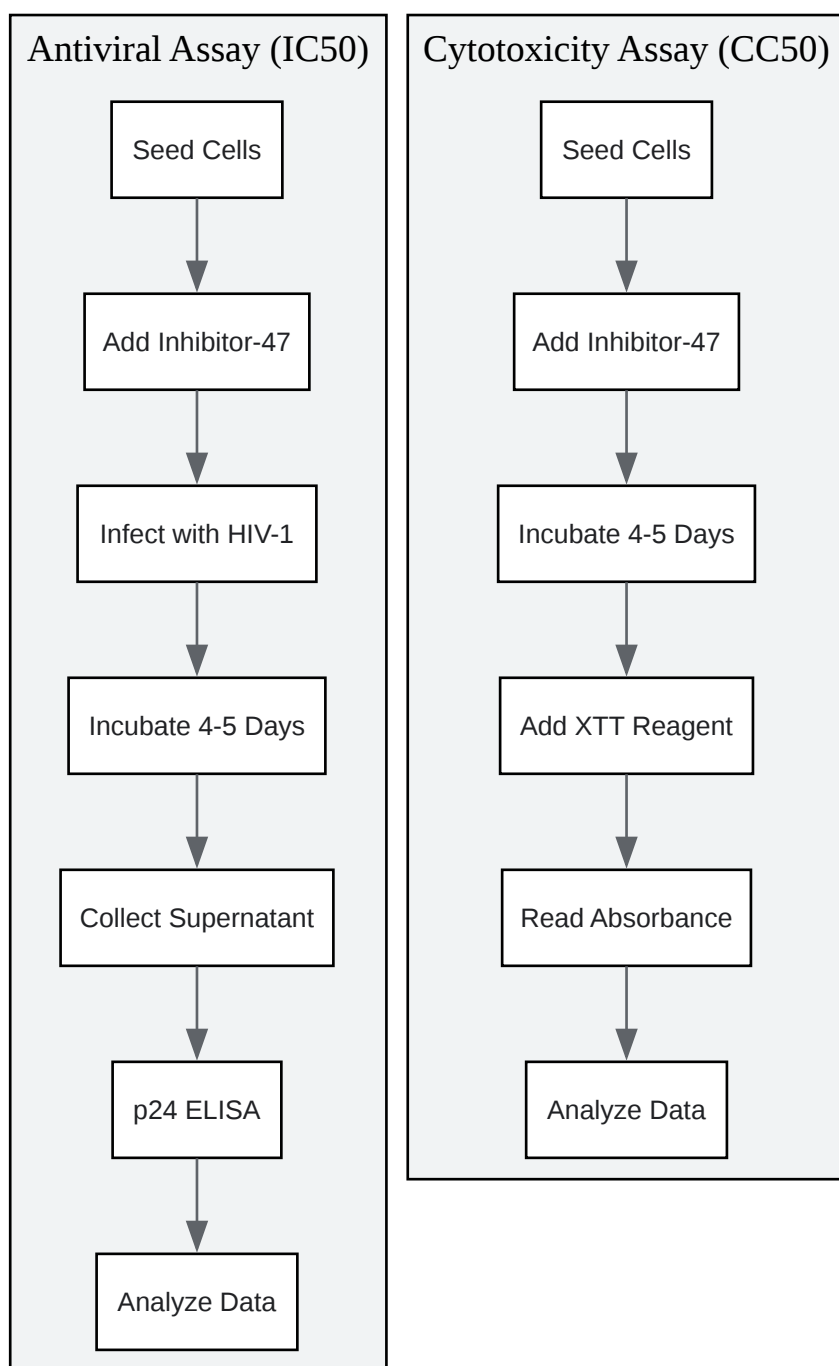 Antiviral Assay (IC50)
Seed Cells
Add Inhibitor-47
Infect with HIV-1
Incubate 4-5 Days
Collect Supernatant
p24 ELISA
Analyze Data
Cytotoxicity Assay (CC50)
Seed Cells
Add Inhibitor-47
Incubate 4-5 Days
Add XTT Reagent
Read Absorbance
Analyze Data